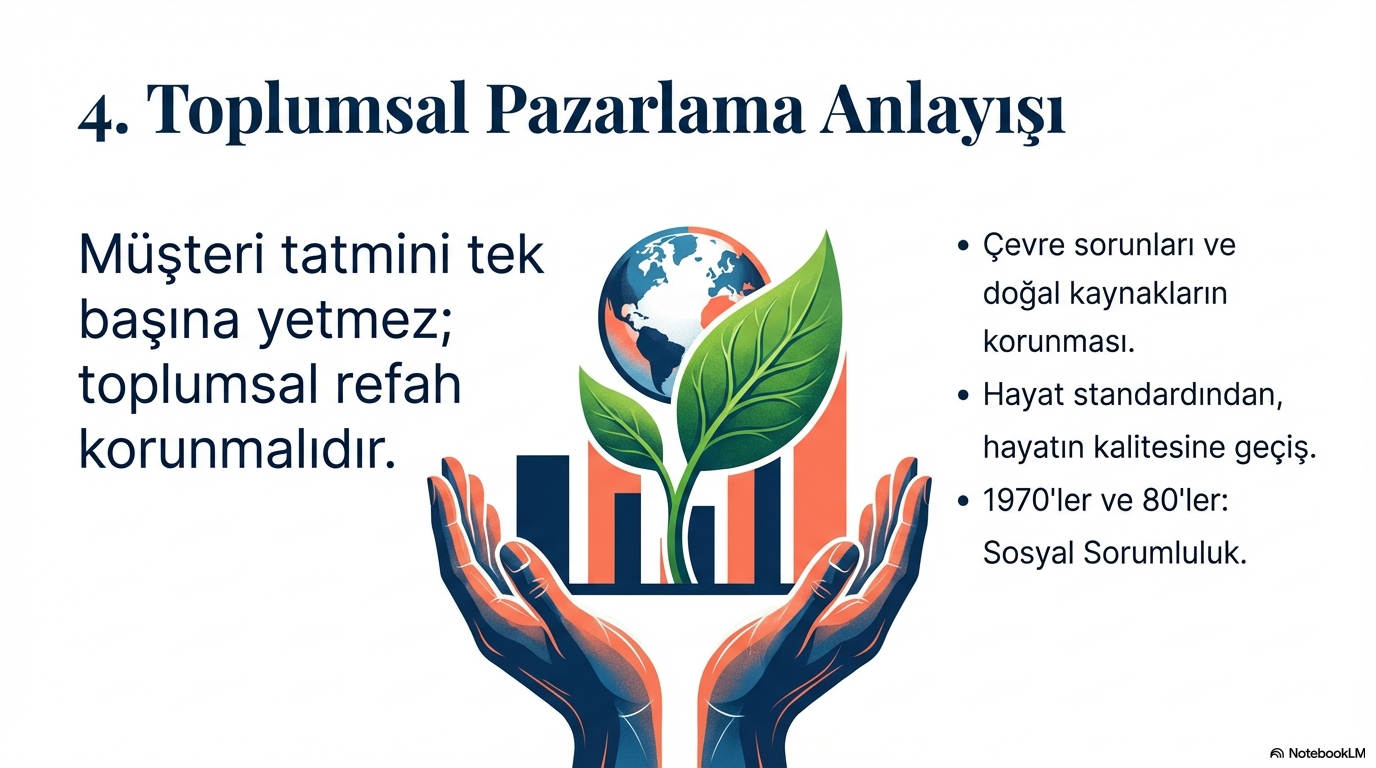 4. Toplumsal Pazarlama Anlayışı
Müşteri tatmini tek
başına yetmez;
toplumsal refah
korunmalıdır.
• Çevre sorunları ve
doğal kaynakların
korunması.
• Hayat standardından,
hayatın kalitesine geçiş.
• 1970'ler ve 80'ler:
Sosyal Sorumluluk.
NotebookLM